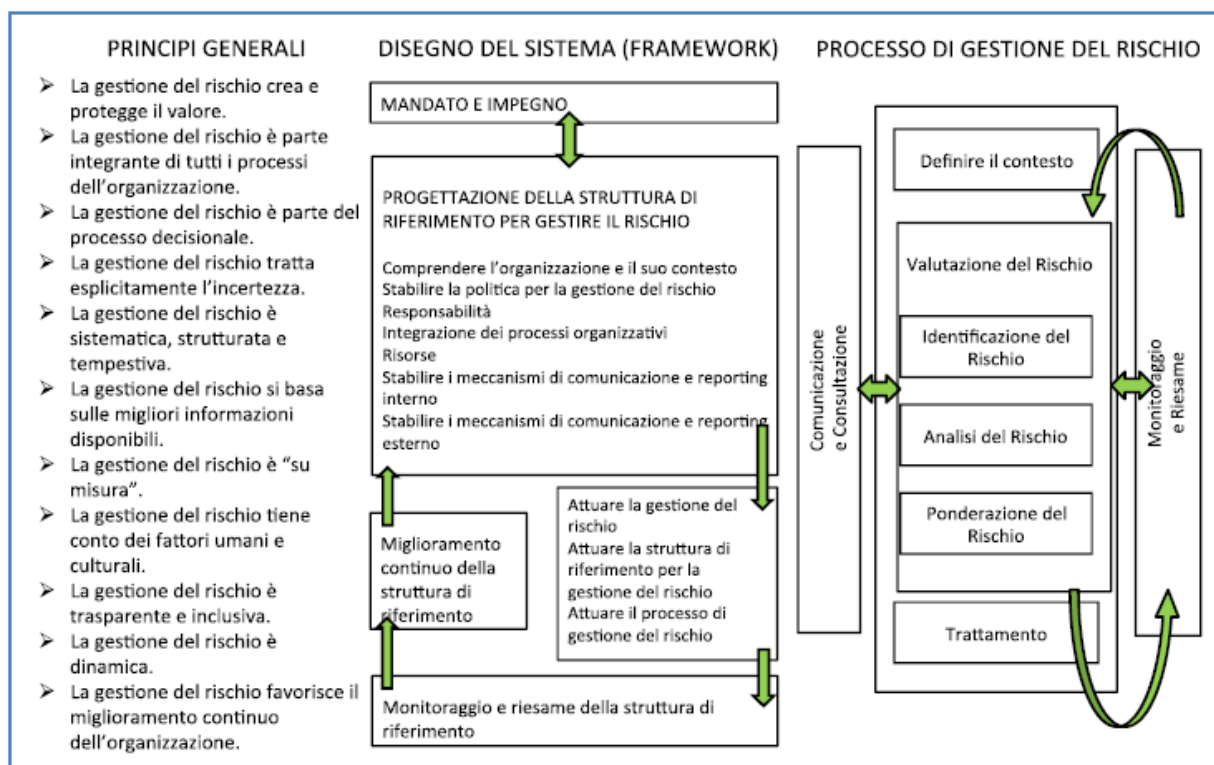 PRINCIPI GENERALI
➢ La gestione del rischio crea e
protegge il valore.
➢ La gestione del rischio è parte
integrante di tutti i processi
dell’organizzazione.
➢ La gestione del rischio è parte del
processo decisionale.
➢ La gestione del rischio tratta
esplicitamente l’incertezza.
➢ La gestione del rischio è
sistematica, strutturata e
tempestiva.
➢ La gestione del rischio si basa
sulle migliori informazioni
disponibili.
➢ La gestione del rischio è “su
misura”.
➢ La gestione del rischio tiene
conto dei fattori umani e
culturali.
➢ La gestione del rischio è
trasparente e inclusiva.
➢ La gestione del rischio è
dinamica.
➢ La gestione del rischio favorisce il
miglioramento continuo
dell’organizzazione.
DISEGNO DEL SISTEMA (FRAMEWORK)
MANDATO E IMPEGNO
PROGETTAZIONE DELLA STRUTTURA DI
RIFERIMENTO PER GESTIRE IL RISCHIO
Comprendere l’organizzazione e il suo contesto
Stabilire la politica per la gestione del rischio
Responsabilità
Integrazione dei processi organizzativi
Risorse
Stabilire i meccanismi di comunicazione e reporting
interno
Stabilire i meccanismi di comunicazione e reporting
esterno
Miglioramento
continuo della
struttura di
riferimento
Attuare la gestione del
rischio
Attuare la struttura di
riferimento per la
gestione del rischio
Attuare il processo di
gestione del rischio
Monitoraggio e riesame della struttura di
riferimento
PROCESSO DI GESTIONE DEL RISCHIO
Comunicazione
e Consultazione
Definire il contesto
Valutazione del Rischio
Identificazione del
Rischio
Analisi del Rischio
Ponderazione del
Rischio
Trattamento
Monitoraggio
e Riesame